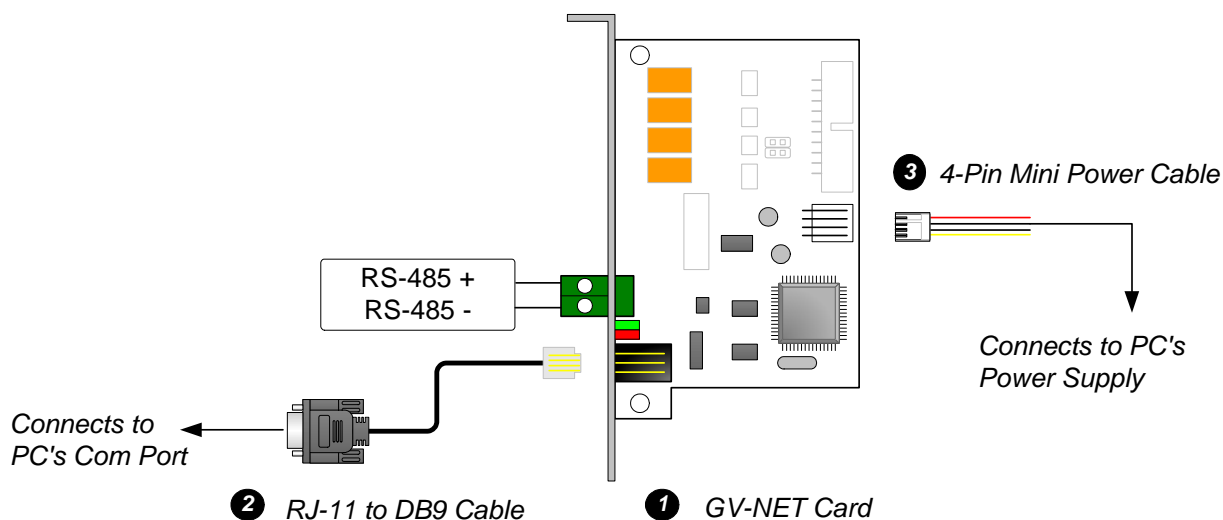 3 4-Pin Mini Power Cable
RS-485 +
RS-485 -
Connects to
PC's Power Supply
Connects to
PC's Com Port
2 RJ-11 to DB9 Cable
1 GV-NET Card